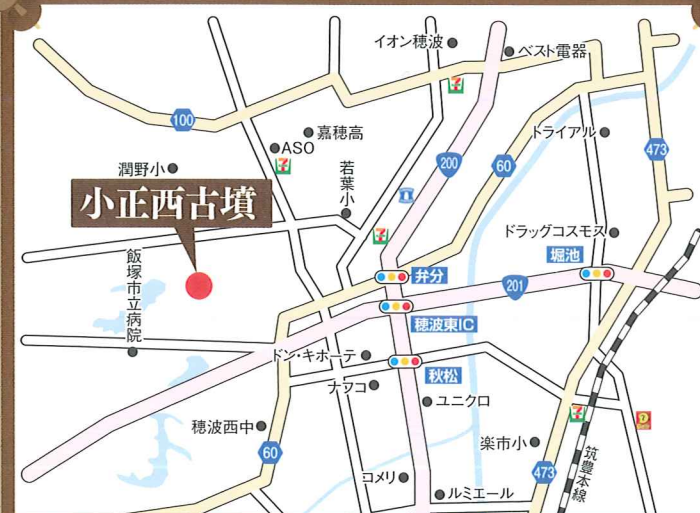 イオン穂波
ベスト電器
100
嘉穂高
ASO
潤野小
若葉小
200
60
トライアル
473
小正西古墳
ドラッグコスモス
飯塚市立病院
弁分
堀池
201
穂波東IC
ドン・キホーテ
秋松
ナフコ
ユニクロ
穂波西中
60
楽市小
コメリ
ルミエール
473
筑豊本線